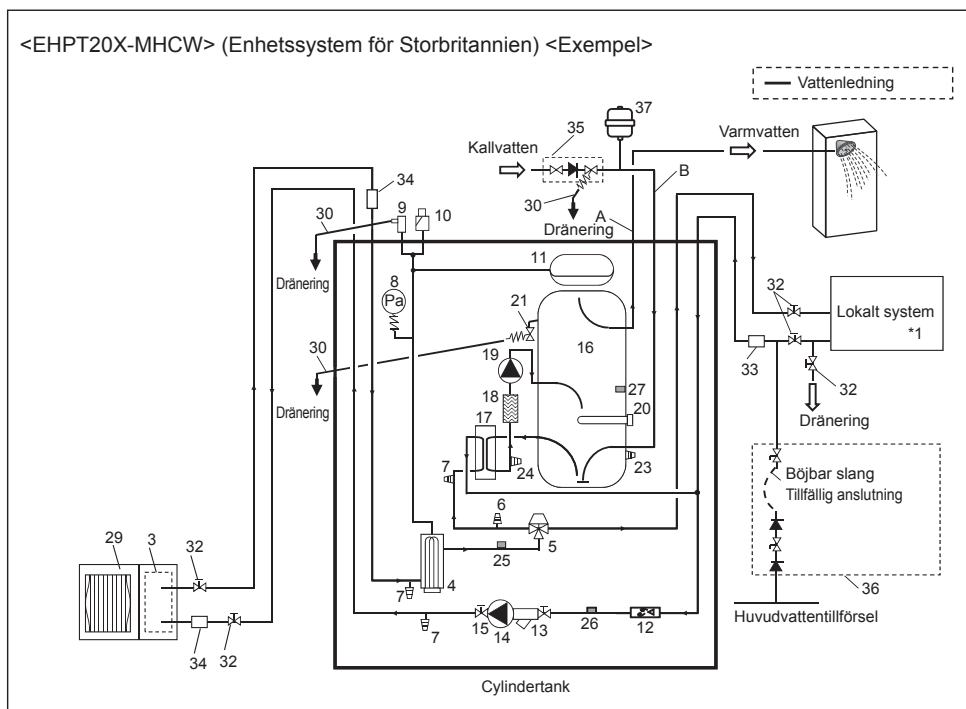 <EHPT20X-MHCW> (Enhetssystem för Storbritannien) <Exempel>
Vattenledning
37
35
Kallvatten
Varmvatten
B
34
30
A
30
9
10
Dränering
11
Dränering
8
Pa
21
32
Lokalt system
*1
16
30
19
33
27
32
18
20
Dränering
17
Dränering
23
7
24
Böjbar slang
Tillfällig anslutning
6
5
25
29
3
32
4
7
36
Huvudvattentillförsel
34
32
7
15
14
13
26
12
Cylindertank